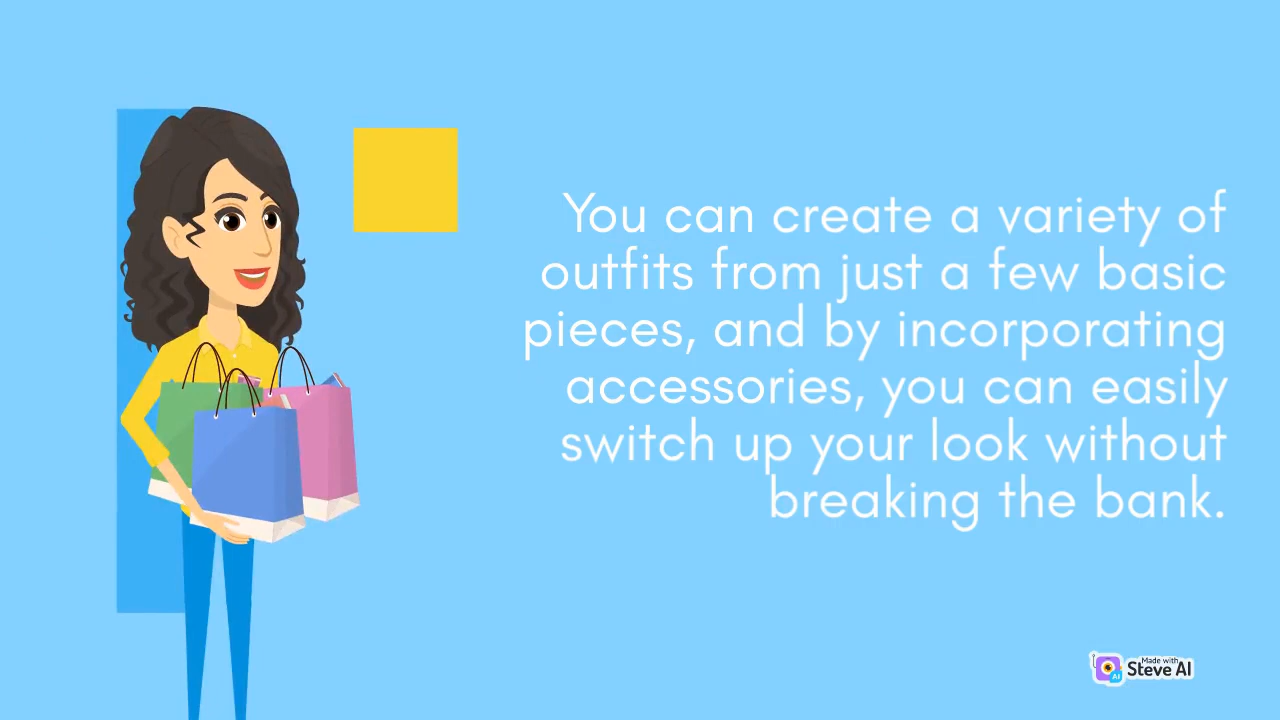 You can create a variety of
outfits from just a few basic
pieces, and by incorporating
accessories, you can easily
switch up your look without
breaking the bank.
Made with
Steve AI
AI